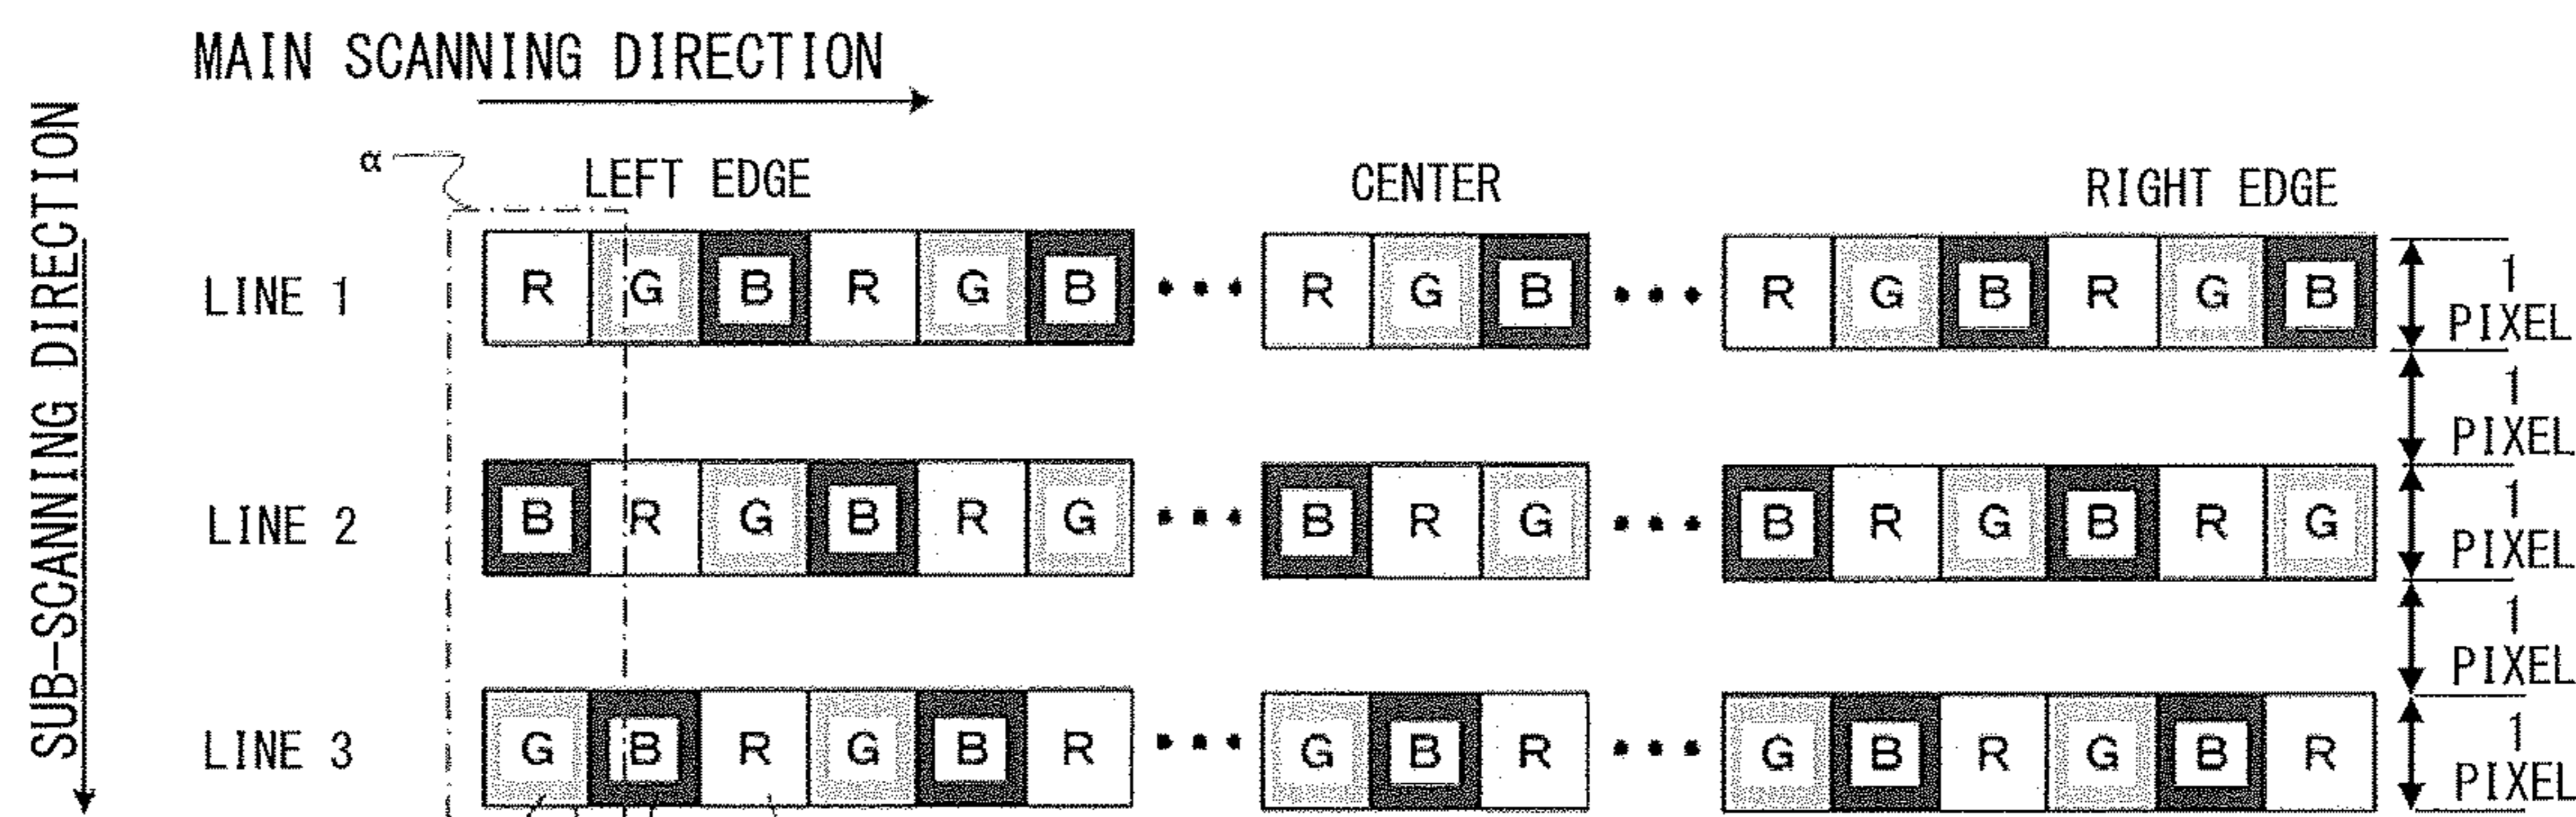 MAIN SCANNING DIRECTION
SUB-SCANNING DIRECTION
α
LEFT EDGE CENTER RIGHT EDGE
LINE 1 R G B R G B ••• R G B ••• R G B R G B 1 PIXEL
1 PIXEL
LINE 2 B R G B R G ••• B R G ••• B R G B R G 1 PIXEL
1 PIXEL
LINE 3 G B R G B R ••• G B R ••• G B R G B R 1 PIXEL